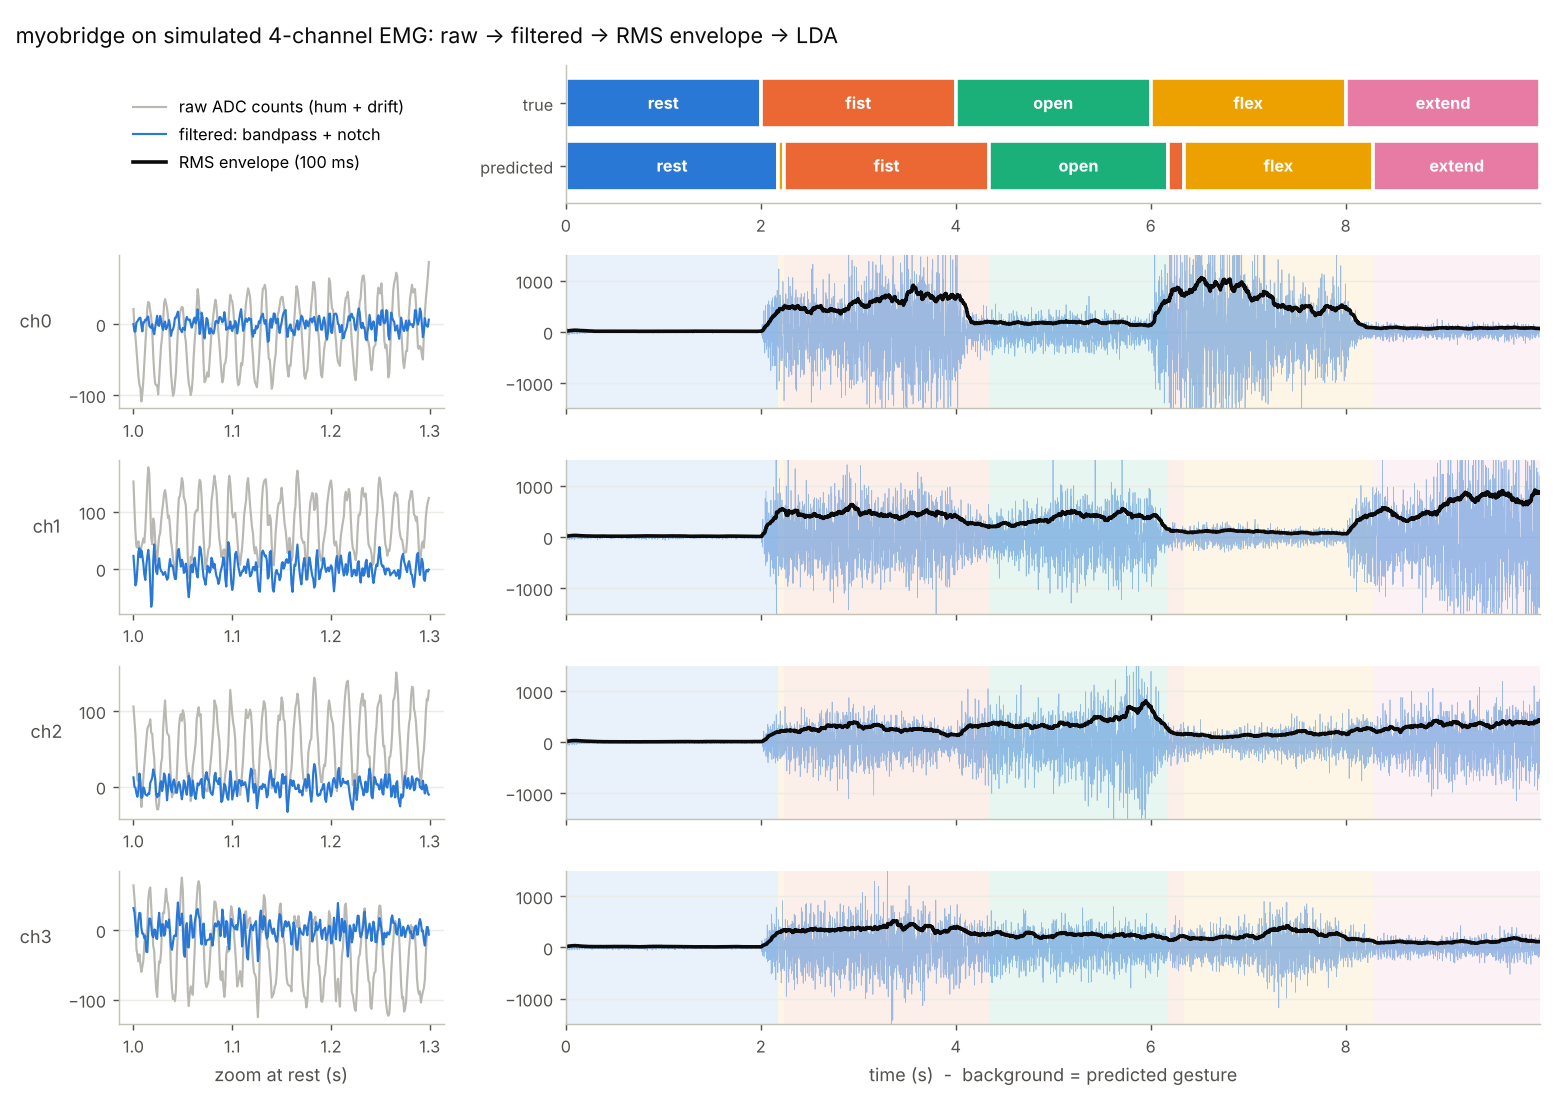 myobridge on simulated 4-channel EMG: raw → filtered → RMS envelope → LDA
raw ADC counts (hum + drift)
filtered: bandpass + notch
RMS envelope (100 ms)
true
rest fist open flex extend
predicted
rest fist open flex extend
0 2 4 6 8
ch0
0
−100
1.0 1.1 1.2 1.3
1000
0
−1000
ch1
100
0
1.0 1.1 1.2 1.3
1000
0
−1000
ch2
100
0
1.0 1.1 1.2 1.3
1000
0
−1000
ch3
0
−100
1.0 1.1 1.2 1.3
zoom at rest (s)
1000
0
−1000
0 2 4 6 8
time (s) - background = predicted gesture